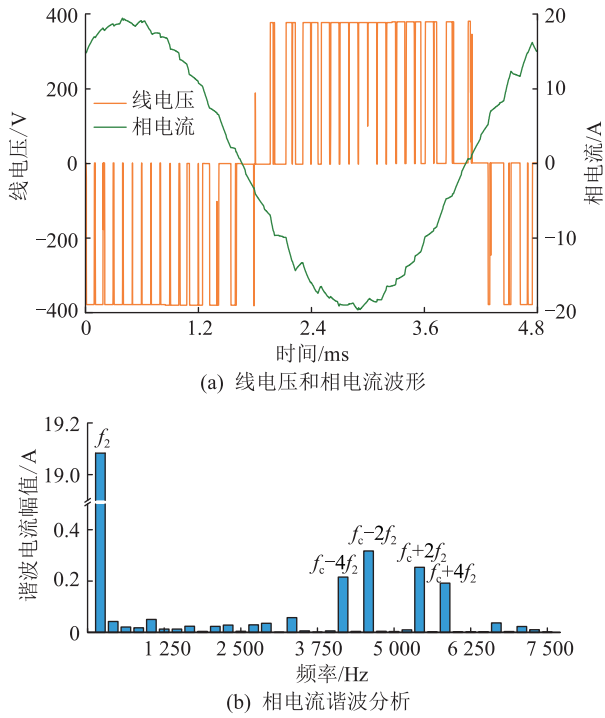 400
200
0
−200
−400
线电压/V
20
10
0
−10
−20
相电流/A
线电压
相电流
0
1.2
2.4
3.6
4.8
时间/ms
(a) 线电压和相电流波形
19.2
19.0
0.4
0.2
0
谐波电流幅值/A
f2
fc−4f2
fc−2f2
fc+2f2
fc+4f2
1 250
2 500
3 750
5 000
6 250
7 500
频率/Hz
(b) 相电流谐波分析